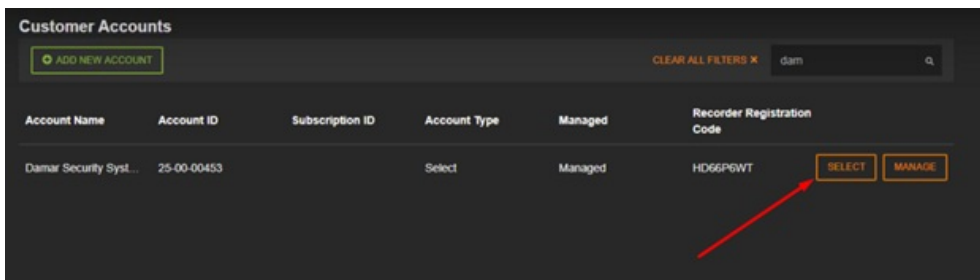 Customer Accounts
ADD NEW ACCOUNT
CLEAR ALL FILTERS ×
dam
Account Name Account ID Subscription ID Account Type Managed Recorder Registration
Code
Damar Security Syst... 25-00-00453 Select Managed HD66P6WT SELECT MANAGE